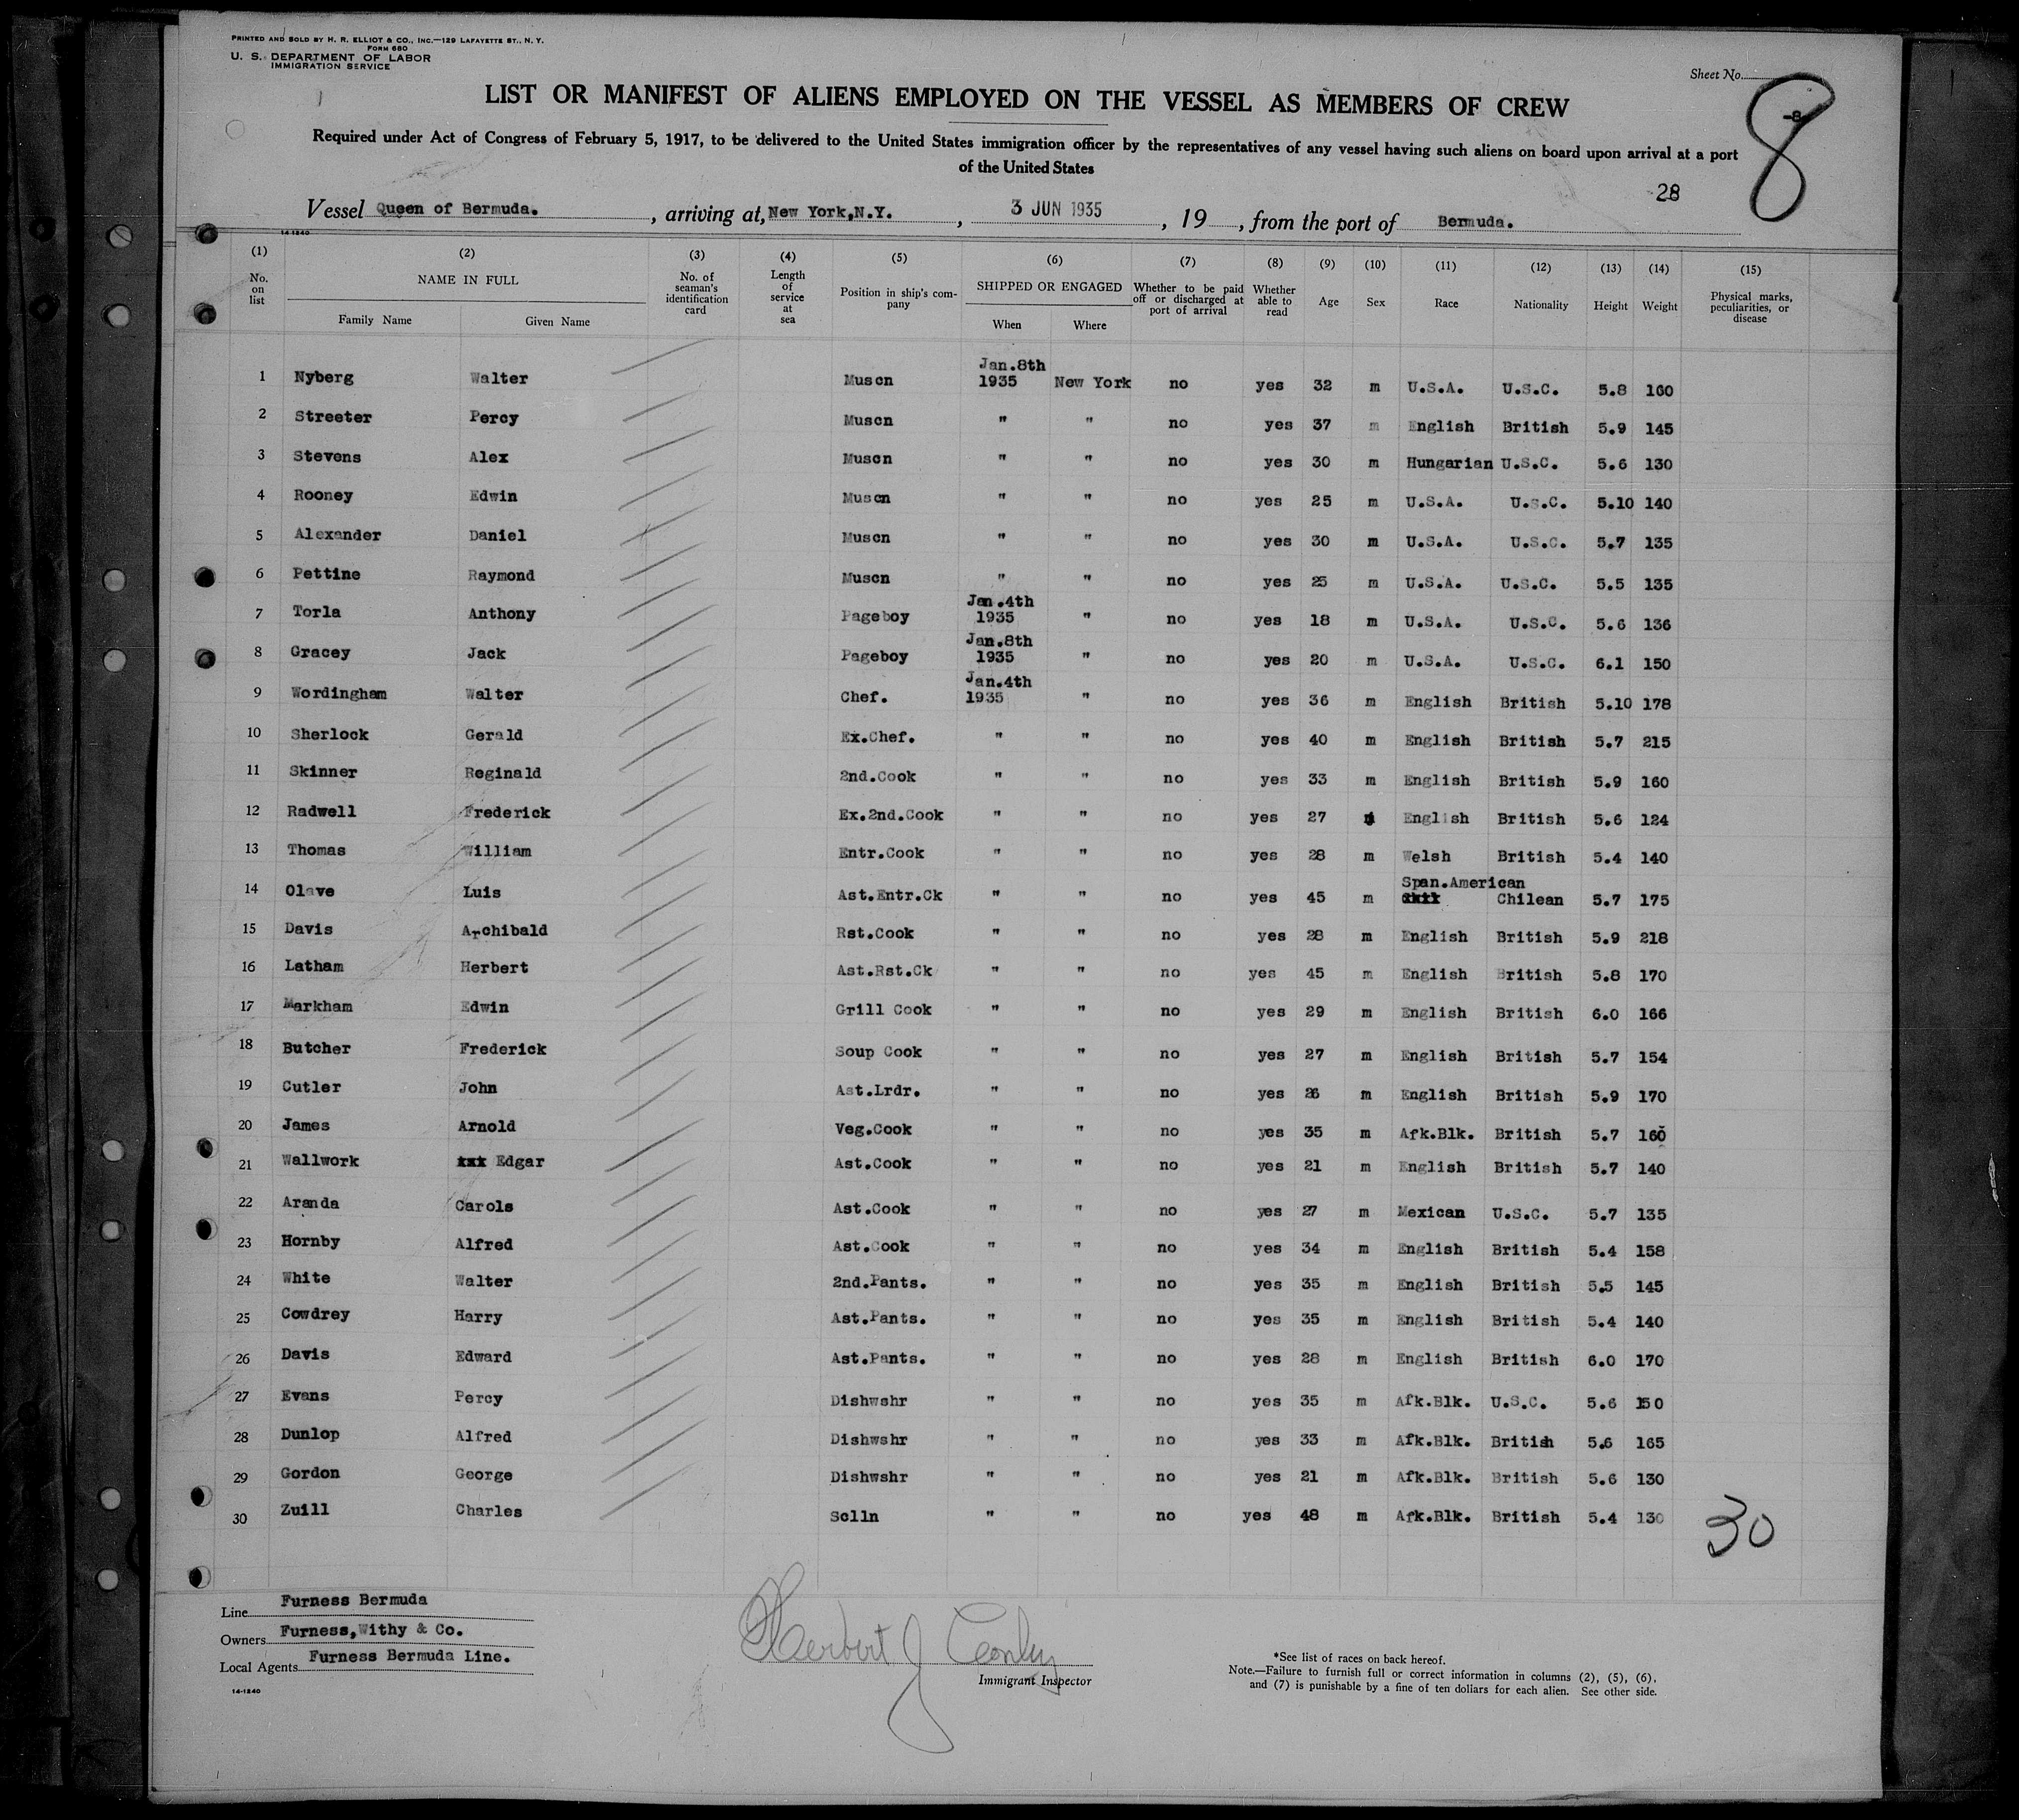 PRINTED AND SOLD BY H. R. ELLIOT & CO., INC.—129 LAFAYETTE ST., N. Y.
FORM 680
U. S. DEPARTMENT OF LABOR
IMMIGRATION SERVICE
Sheet No.
-8-
8
LIST OR MANIFEST OF ALIENS EMPLOYED ON THE VESSEL AS MEMBERS OF CREW
Required under Act of Congress of February 5, 1917, to be delivered to the United States immigration officer by the representatives of any vessel having such aliens on board upon arrival at a port
of the United States
28
Vessel Queen of Bermuda. , arriving at, New York,N.Y. , 3 JUN 1935 , 19 , from the port of Bermuda.
14-1240
(1) (2) (3) (4) (5) (6) (7) (8) (9) (10) (11) (12) (13) (14) (15)
No. on list NAME IN FULL Family Name Given Name No. of seaman's identification card Length of service at sea Position in ship's company SHIPPED OR ENGAGED When Where Whether to be paid off or discharged at port of arrival Whether able to read Age Sex Race Nationality Height Weight Physical marks, peculiarities, or disease
1 Nyberg Walter Muscn Jan.8th 1935 New York no yes 32 m U.S.A. U.S.C. 5.8 160
2 Streeter Percy Muscn " " no yes 37 m English British 5.9 145
3 Stevens Alex Muscn " " no yes 30 m Hungarian U.S.C. 5.6 130
4 Rooney Edwin Muscn " " no yes 25 m U.S.A. U.S.C. 5.10 140
5 Alexander Daniel Muscn " " no yes 30 m U.S.A. U.S.C. 5.7 135
6 Pettine Raymond Muscn " " no yes 25 m U.S.A. U.S.C. 5.5 135
7 Torla Anthony Pageboy Jan.4th 1935 " no yes 18 m U.S.A. U.S.C. 5.6 136
8 Gracey Jack Pageboy Jan.8th 1935 " no yes 20 m U.S.A. U.S.C. 6.1 150
9 Wordingham Walter Chef. Jan.4th 1935 " no yes 36 m English British 5.10 178
10 Sherlock Gerald Ex.Chef. " " no yes 40 m English British 5.7 215
11 Skinner Reginald 2nd.Cook " " no yes 33 m English British 5.9 160
12 Radwell Frederick Ex.2nd.Cook " " no yes 27 English British 5.6 124
13 Thomas William Entr.Cook " " no yes 28 m Welsh British 5.4 140
14 Olave Luis Ast.Entr.Ck " " no yes 45 m Span.American Chilean 5.7 175
15 Davis Archibald Rst.Cook " " no yes 28 m English British 5.9 218
16 Latham Herbert Ast.Rst.Ck " " no yes 45 m English British 5.8 170
17 Markham Edwin Grill Cook " " no yes 29 m English British 6.0 166
18 Butcher Frederick Soup Cook " " no yes 27 m English British 5.7 154
19 Cutler John Ast.Lrdr. " " no yes 26 m English British 5.9 170
20 James Arnold Veg.Cook " " no yes 35 m Afk.Blk. British 5.7 160
21 Wallwork Edgar Ast.Cook " " no yes 21 m English British 5.7 140
22 Aranda Carols Ast.Cook " " no yes 27 m Mexican U.S.C. 5.7 135
23 Hornby Alfred Ast.Cook " " no yes 34 m English British 5.4 158
24 White Walter 2nd.Pants. " " no yes 35 m English British 5.5 145
25 Cowdrey Harry Ast.Pants. " " no yes 35 m English British 5.4 140
26 Davis Edward Ast.Pants. " " no yes 28 m English British 6.0 170
27 Evans Percy Dishwshr " " no yes 35 m Afk.Blk. U.S.C. 5.6 150
28 Dunlop Alfred Dishwshr " " no yes 33 m Afk.Blk. British 5.6 165
29 Gordon George Dishwshr " " no yes 21 m Afk.Blk. British 5.6 130
30 Zuill Charles Sclln " " no yes 48 m Afk.Blk. British 5.4 130
30
Line Furness Bermuda
Owners Furness,Withy & Co.
Local Agents Furness Bermuda Line.
14-1240
Herbert J Conley
Immigrant Inspector
*See list of races on back hereof.
Note.—Failure to furnish full or correct information in columns (2), (5), (6),
and (7) is punishable by a fine of ten dollars for each alien. See other side.